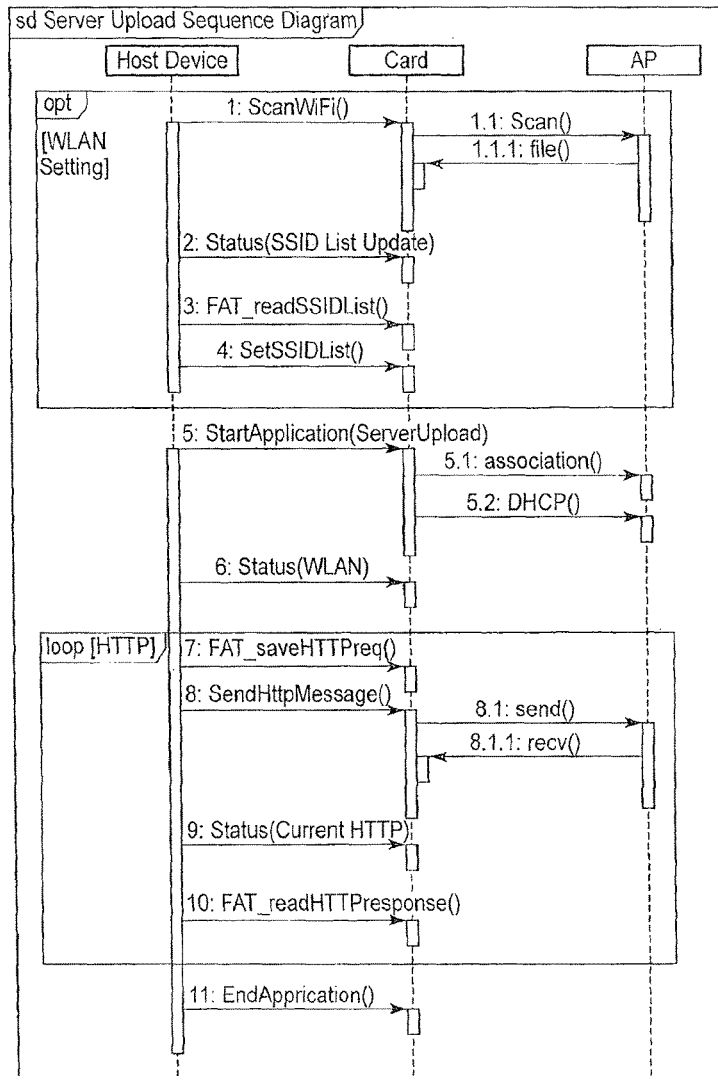 sd Server Upload Sequence Diagram
Host Device
Card
AP
opt
1: ScanWiFi()
[WLAN
Setting]
1.1: Scan()
1.1.1: file()
2: Status(SSID List Update)
3: FAT_readSSIDList()
4: SetSSIDList()
5: StartApplication(ServerUpload)
5.1: association()
5.2: DHCP()
6: Status(WLAN)
loop [HTTP]
7: FAT_saveHTTPreq()
8: SendHttpMessage()
8.1: send()
8.1.1: recv()
9: Status(Current HTTP)
10: FAT_readHTTPresponse()
11: EndApprication()